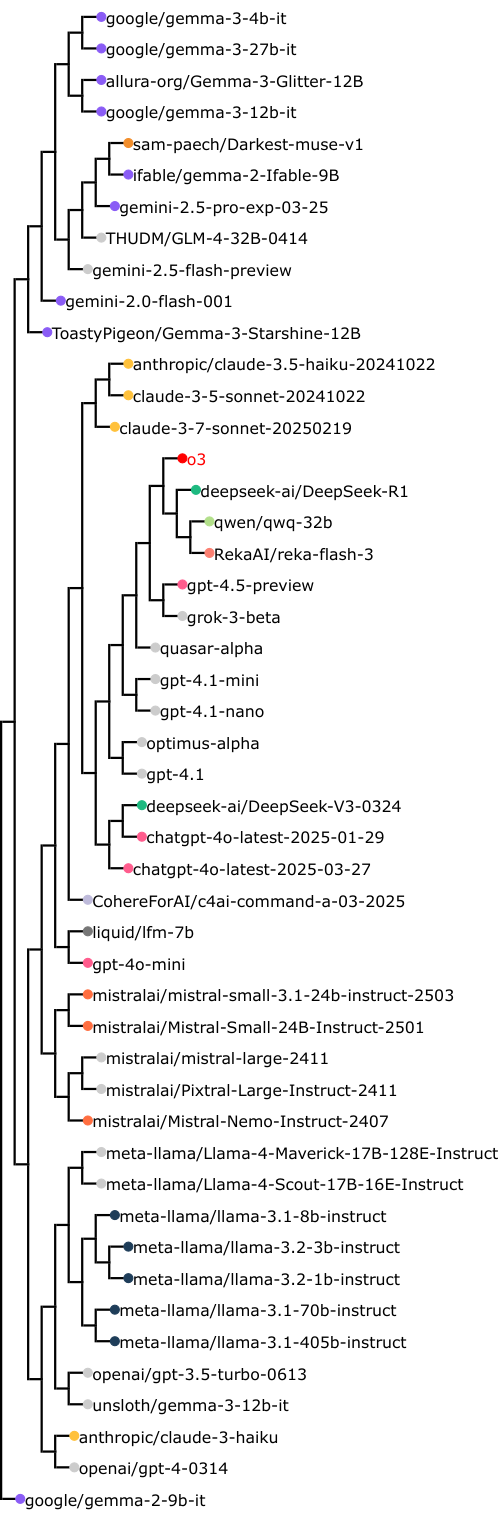 google/gemma-3-4b-it
google/gemma-3-27b-it
allura-org/Gemma-3-Glitter-12B
google/gemma-3-12b-it
sam-paech/Darkest-muse-v1
ifable/gemma-2-Ifable-9B
gemini-2.5-pro-exp-03-25
THUDM/GLM-4-32B-0414
gemini-2.5-flash-preview
gemini-2.0-flash-001
ToastyPigeon/Gemma-3-Starshine-12B
anthropic/claude-3.5-haiku-20241022
claude-3-5-sonnet-20241022
claude-3-7-sonnet-20250219
o3
deepseek-ai/DeepSeek-R1
qwen/qwq-32b
RekaAI/reka-flash-3
gpt-4.5-preview
grok-3-beta
quasar-alpha
gpt-4.1-mini
gpt-4.1-nano
optimus-alpha
gpt-4.1
deepseek-ai/DeepSeek-V3-0324
chatgpt-4o-latest-2025-01-29
chatgpt-4o-latest-2025-03-27
CohereForAI/c4ai-command-a-03-2025
liquid/lfm-7b
gpt-4o-mini
mistralai/mistral-small-3.1-24b-instruct-2503
mistralai/Mistral-Small-24B-Instruct-2501
mistralai/mistral-large-2411
mistralai/Pixtral-Large-Instruct-2411
mistralai/Mistral-Nemo-Instruct-2407
meta-llama/Llama-4-Maverick-17B-128E-Instruct
meta-llama/Llama-4-Scout-17B-16E-Instruct
meta-llama/llama-3.1-8b-instruct
meta-llama/llama-3.2-3b-instruct
meta-llama/llama-3.2-1b-instruct
meta-llama/llama-3.1-70b-instruct
meta-llama/llama-3.1-405b-instruct
openai/gpt-3.5-turbo-0613
unsloth/gemma-3-12b-it
anthropic/claude-3-haiku
openai/gpt-4-0314
google/gemma-2-9b-it